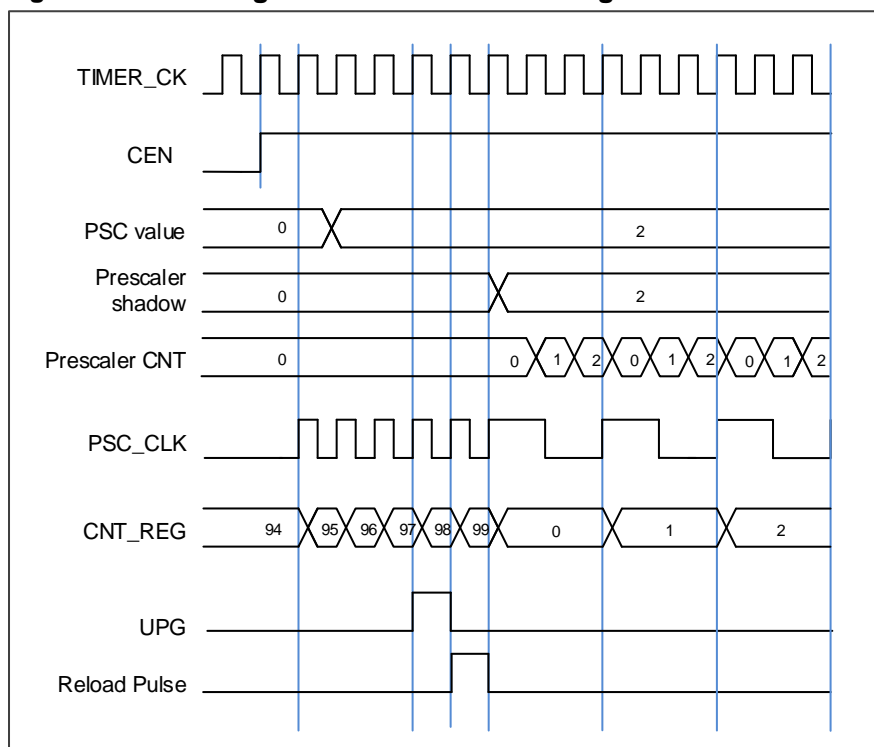 TIMER_CK
CEN
PSC value
0
2
Prescaler
shadow
0
2
Prescaler CNT
0
0 1 2 0 1 2 0 1 2
PSC_CLK
CNT_REG
94 95 96 97 98 99 0 1 2
UPG
Reload Pulse